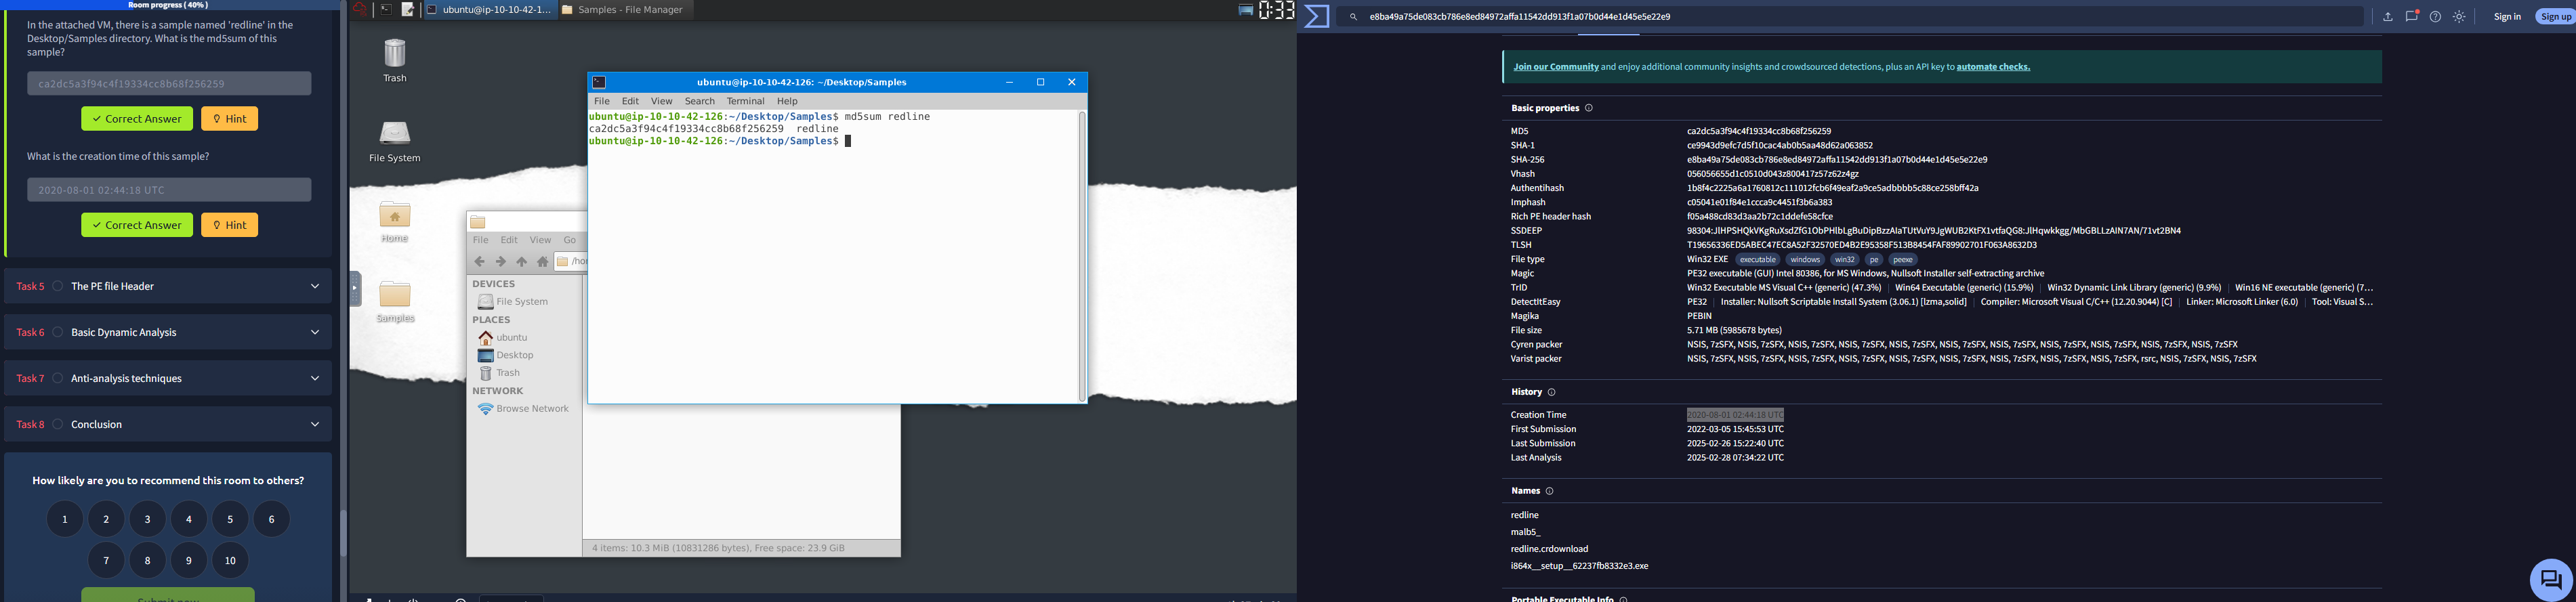 Room progress ( 40% )
In the attached VM, there is a sample named 'redline' in the
Desktop/Samples directory. What is the md5sum of this
sample?
ca2dc5a3f94c4f19334cc8b68f256259
Correct Answer
Hint
What is the creation time of this sample?
2020-08-01 02:44:18 UTC
Correct Answer
Hint
Task 5 The PE file Header
Task 6 Basic Dynamic Analysis
Task 7 Anti-analysis techniques
Task 8 Conclusion
How likely are you to recommend this room to others?
1 2 3 4 5 6
7 8 9 10
Submit now
ubuntu@ip-10-10-42-1...
Samples - File Manager
0:33
Trash
File System
Home
Samples
ubuntu@ip-10-10-42-126: ~/Desktop/Samples
File Edit View Search Terminal Help
ubuntu@ip-10-10-42-126:~/Desktop/Samples$ md5sum redline
ca2dc5a3f94c4f19334cc8b68f256259 redline
ubuntu@ip-10-10-42-126:~/Desktop/Samples$
File Edit View Go
/hor
DEVICES
File System
PLACES
ubuntu
Desktop
Trash
NETWORK
Browse Network
4 items: 10.3 MiB (10831286 bytes), Free space: 23.9 GiB
e8ba49a75de083cb786e8ed84972affa11542dd913f1a07b0d44e1d45e5e22e9
Sign in
Sign up
Join our Community and enjoy additional community insights and crowdsourced detections, plus an API key to automate checks.
Basic properties
MD5 ca2dc5a3f94c4f19334cc8b68f256259
SHA-1 ce9943d9efc7d5f10cac4ab0b5aa48d62a063852
SHA-256 e8ba49a75de083cb786e8ed84972affa11542dd913f1a07b0d44e1d45e5e22e9
Vhash 056056655d1c0510d043z800417z57z62z4gz
Authentihash 1b8f4c2225a6a1760812c111012fcb6f49eaf2a9ce5adbbbb5c88ce258bff42a
Imphash c05041e01f84e1ccca9c4451f3b6a383
Rich PE header hash f05a488cd83d3aa2b72c1ddefe58cfce
SSDEEP 98304:JlHPSHQkVKgRuXsdZfG1ObPHlbLgBuDipBzzAIaTUtVuY9JgWUB2KtFX1vtfaQG8:JlHqwkkgg/MbGBLLzAIN7AN/71vt2BN4
TLSH T19656336ED5ABEC47EC8A52F32570ED4B2E95358F513B8454FAF89902701F063A8632D3
File type Win32 EXE executable windows win32 pe peexe
Magic PE32 executable (GUI) Intel 80386, for MS Windows, Nullsoft Installer self-extracting archive
TrID Win32 Executable MS Visual C++ (generic) (47.3%) Win64 Executable (generic) (15.9%) Win32 Dynamic Link Library (generic) (9.9%) Win16 NE executable (generic) (7...
DetectItEasy PE32 Installer: Nullsoft Scriptable Install System (3.06.1) [lzma,solid] Compiler: Microsoft Visual C/C++ (12.20.9044) [C] Linker: Microsoft Linker (6.0) Tool: Visual S...
Magika PEBIN
File size 5.71 MB (5985678 bytes)
Cyren packer NSIS, 7zSFX, NSIS, 7zSFX, NSIS, 7zSFX, NSIS, 7zSFX, NSIS, 7zSFX, NSIS, 7zSFX, NSIS, 7zSFX, NSIS, 7zSFX, NSIS, 7zSFX, NSIS, 7zSFX, NSIS, 7zSFX
Varist packer NSIS, 7zSFX, NSIS, 7zSFX, NSIS, 7zSFX, NSIS, 7zSFX, NSIS, 7zSFX, NSIS, 7zSFX, NSIS, 7zSFX, NSIS, 7zSFX, NSIS, 7zSFX, rsrc, NSIS, 7zSFX, NSIS, 7zSFX
History
Creation Time 2020-08-01 02:44:18 UTC
First Submission 2022-03-05 15:45:53 UTC
Last Submission 2025-02-26 15:22:40 UTC
Last Analysis 2025-02-28 07:34:22 UTC
Names
redline
malb5_
redline.crdownload
i864x__setup__62237fb8332e3.exe
Portable Executable Info